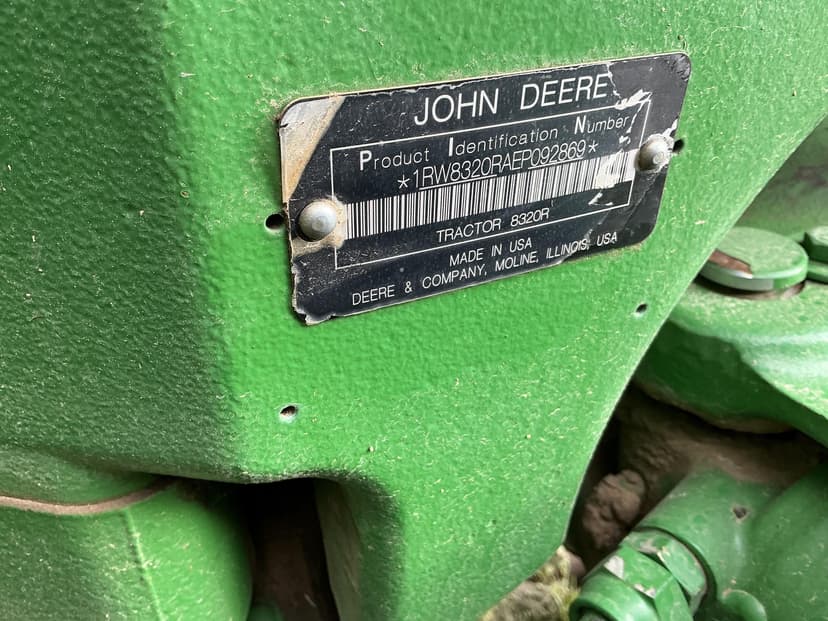 JOHN DEERE
Product Identification Number
*1RW8320RAEP092869*
TRACTOR 8320R
MADE IN USA
DEERE & COMPANY, MOLINE, ILLINOIS, USA